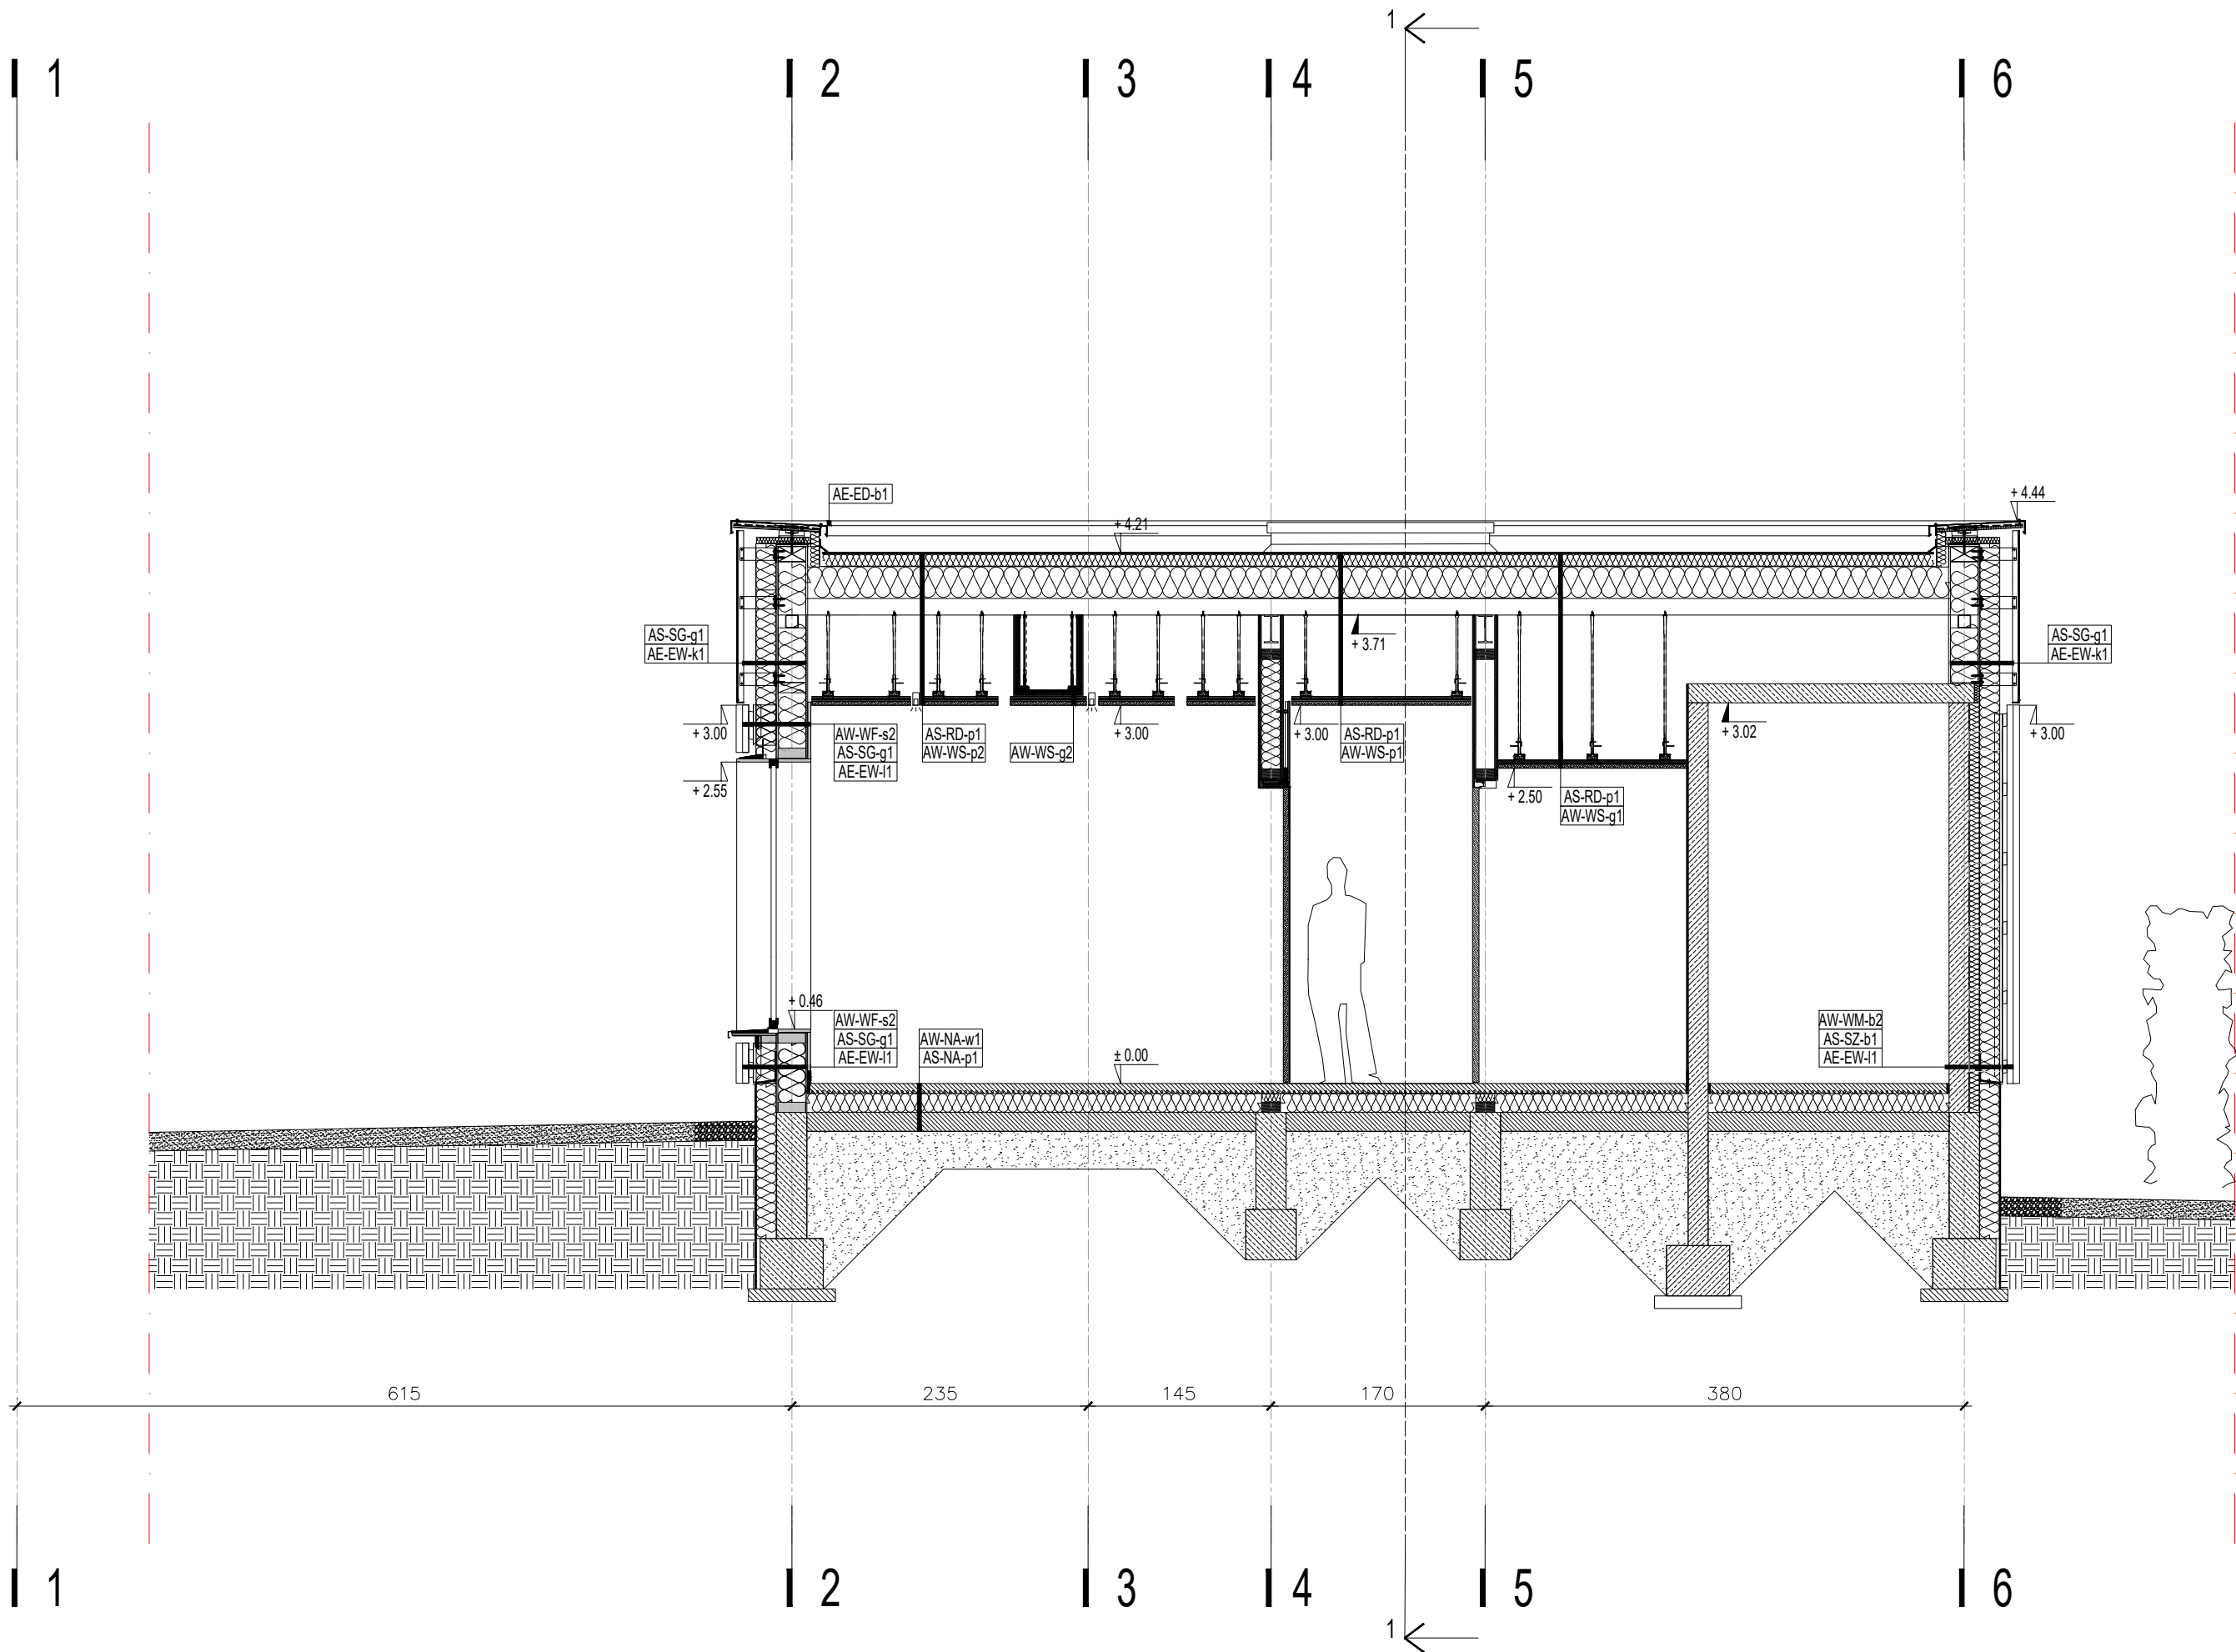 1
1 2 3 4 5 6
AE-ED-b1
+ 4.44
+ 4.21
AS-SG-g1
AE-EW-k1
+ 3.71
AS-SG-g1
AE-EW-k1
+ 3.00
AW-WF-s2
AS-SG-g1
AE-EW-l1
AS-RD-p1
AW-WS-p2
AW-WS-g2
+ 3.00
+ 3.00
AS-RD-p1
AW-WS-p1
+ 3.02
+ 3.00
+ 2.55
+ 2.50
AS-RD-p1
AW-WS-g1
+ 0.46
AW-WF-s2
AS-SG-g1
AE-EW-l1
AW-NA-w1
AS-NA-p1
± 0.00
AW-WM-b2
AS-SZ-b1
AE-EW-l1
615 235 145 170 380
1 2 3 4 5 6
1